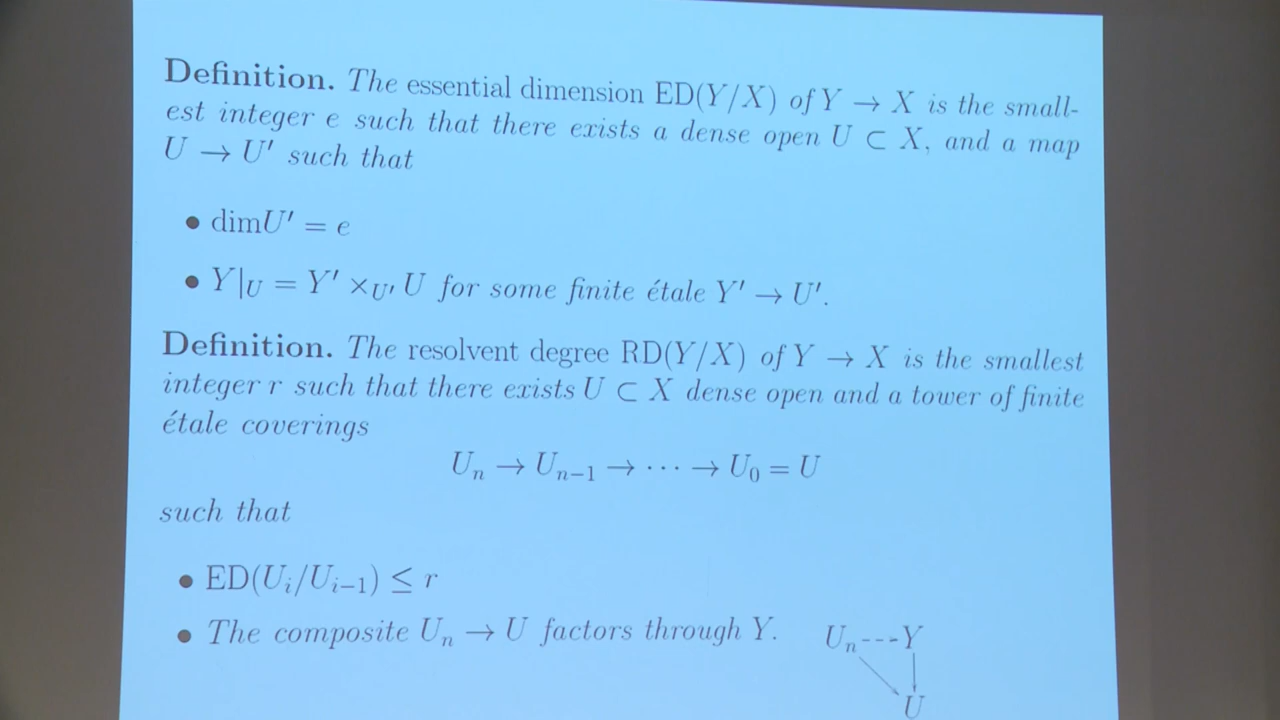 Definition. The essential dimension ED(Y/X) of Y → X is the small-
est integer e such that there exists a dense open U ⊂ X, and a map
U → U′ such that
• dimU′ = e
• Y|_U = Y′ ×_{U′} U for some finite étale Y′ → U′.
Definition. The resolvent degree RD(Y/X) of Y → X is the smallest
integer r such that there exists U ⊂ X dense open and a tower of finite
étale coverings
U_n → U_{n−1} → ⋯ → U_0 = U
such that
• ED(U_i/U_{i−1}) ≤ r
• The composite U_n → U factors through Y.
U_n---Y
U